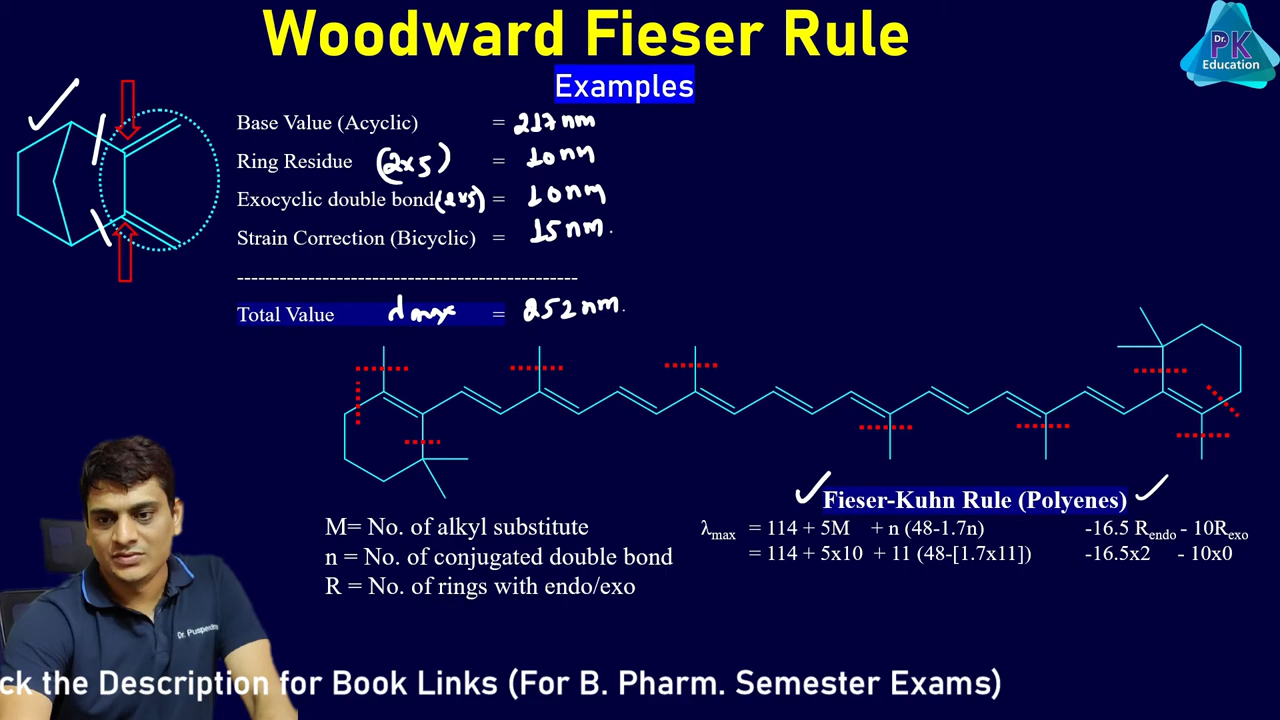 Woodward Fieser Rule
Dr.
PK
Education
Examples
Base Value (Acyclic) = 217 nm
Ring Residue (2x5) = 10 nm
Exocyclic double bond (2x5) = 10 nm
Strain Correction (Bicyclic) = 15 nm.
---------------------------------------------
Total Value λ max = 252 nm.
Fieser-Kuhn Rule (Polyenes)
M= No. of alkyl substitute
n = No. of conjugated double bond
R = No. of rings with endo/exo
λmax = 114 + 5M + n (48-1.7n) -16.5 Rendo - 10Rexo
= 114 + 5x10 + 11 (48-[1.7x11]) -16.5x2 - 10x0
ck the Description for Book Links (For B. Pharm. Semester Exams)